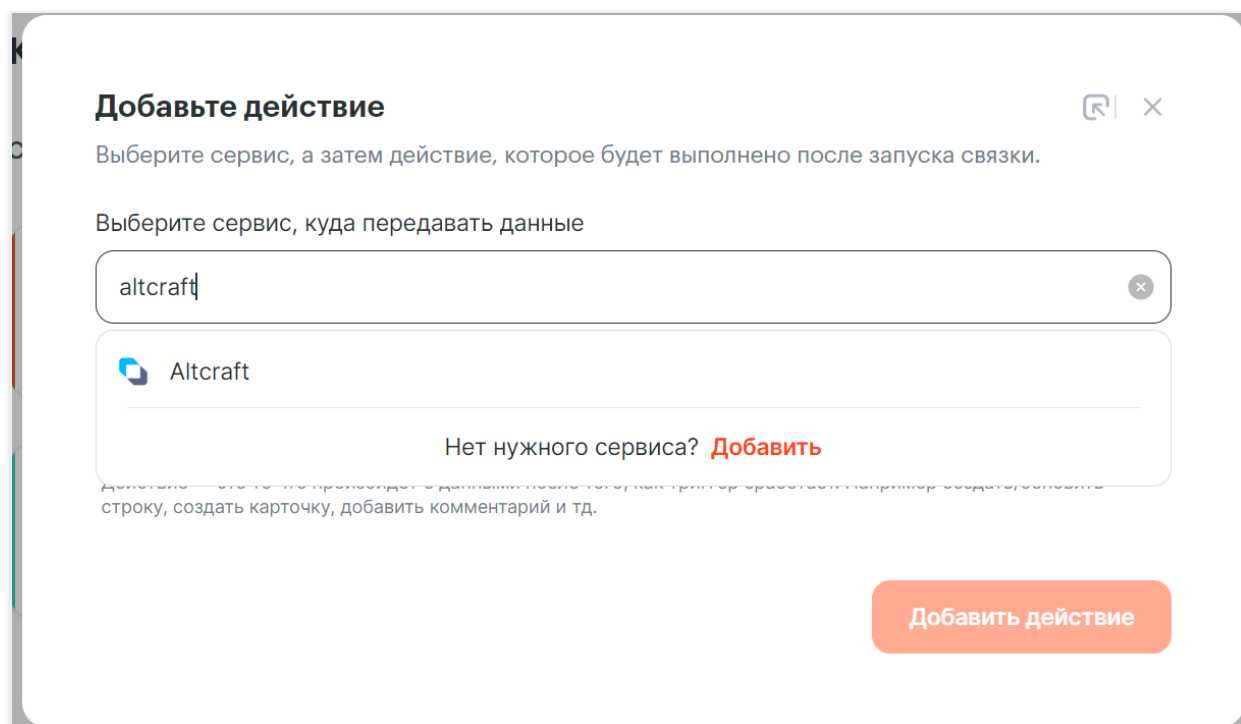 Добавьте действие
Выберите сервис, а затем действие, которое будет выполнено после запуска связки.
Выберите сервис, куда передавать данные
altcraft
Altcraft
Нет нужного сервиса? Добавить
строку, создать карточку, добавить комментарий и тд.
Добавить действие